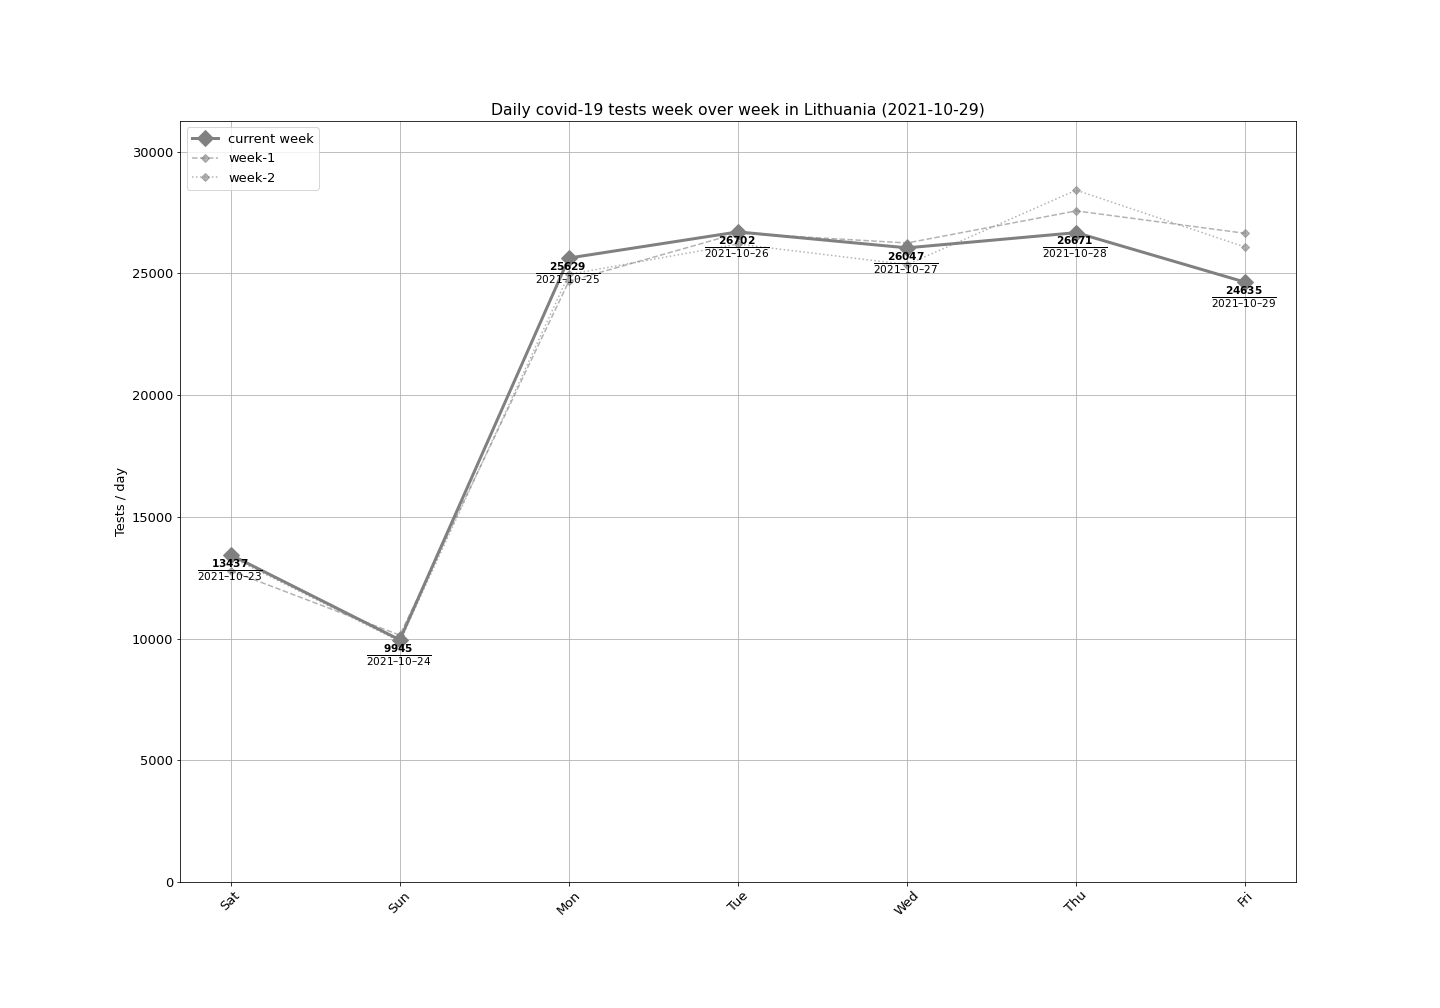 Daily covid-19 tests week over week in Lithuania (2021-10-29)
current week
week-1
week-2
30000
25000
20000
15000
10000
5000
0
Tests / day
13437
2021-10-23
9945
2021-10-24
25629
2021-10-25
26702
2021-10-26
26047
2021-10-27
26671
2021-10-28
24635
2021-10-29
Sat
Sun
Mon
Tue
Wed
Thu
Fri